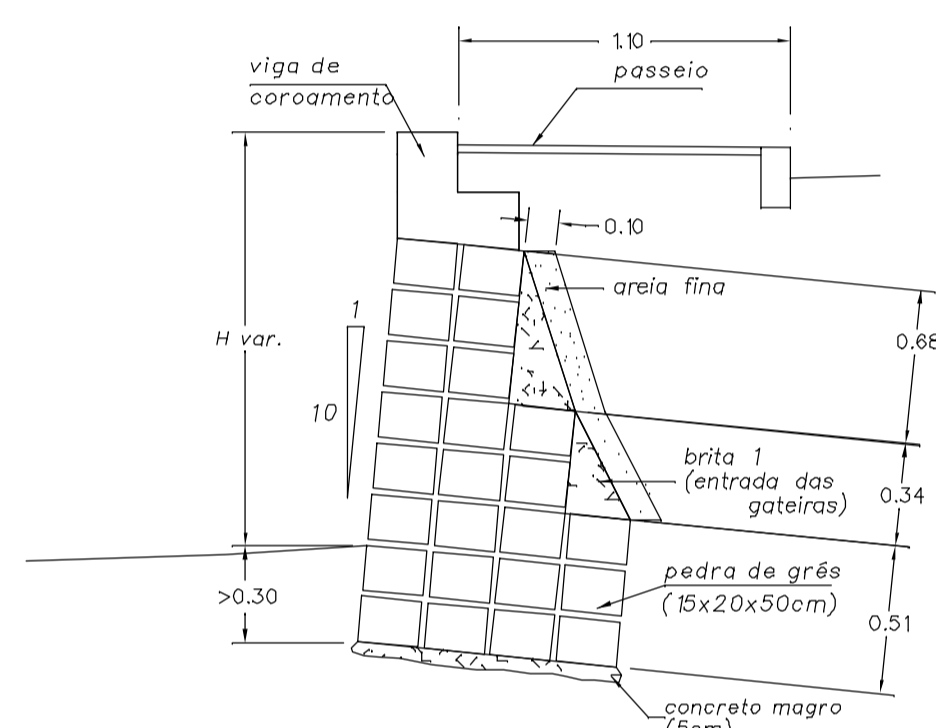 1.10
viga de
coroamento
passeio
0.10
areia fina
H var.
1
10
0.68
brita 1
(entrada das
gateiras)
0.34
>0.30
pedra de grés
(15x20x50cm)
0.51
concreto magro
(5cm)